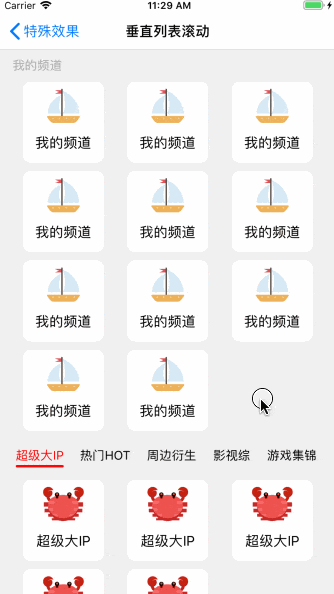 Carrier 11:29 AM
特殊效果 垂直列表滚动
我的频道
我的频道 我的频道 我的频道
我的频道 我的频道 我的频道
我的频道 我的频道 我的频道
我的频道 我的频道
超级大IP 热门HOT 周边衍生 影视综 游戏集锦
超级大IP 超级大IP 超级大IP